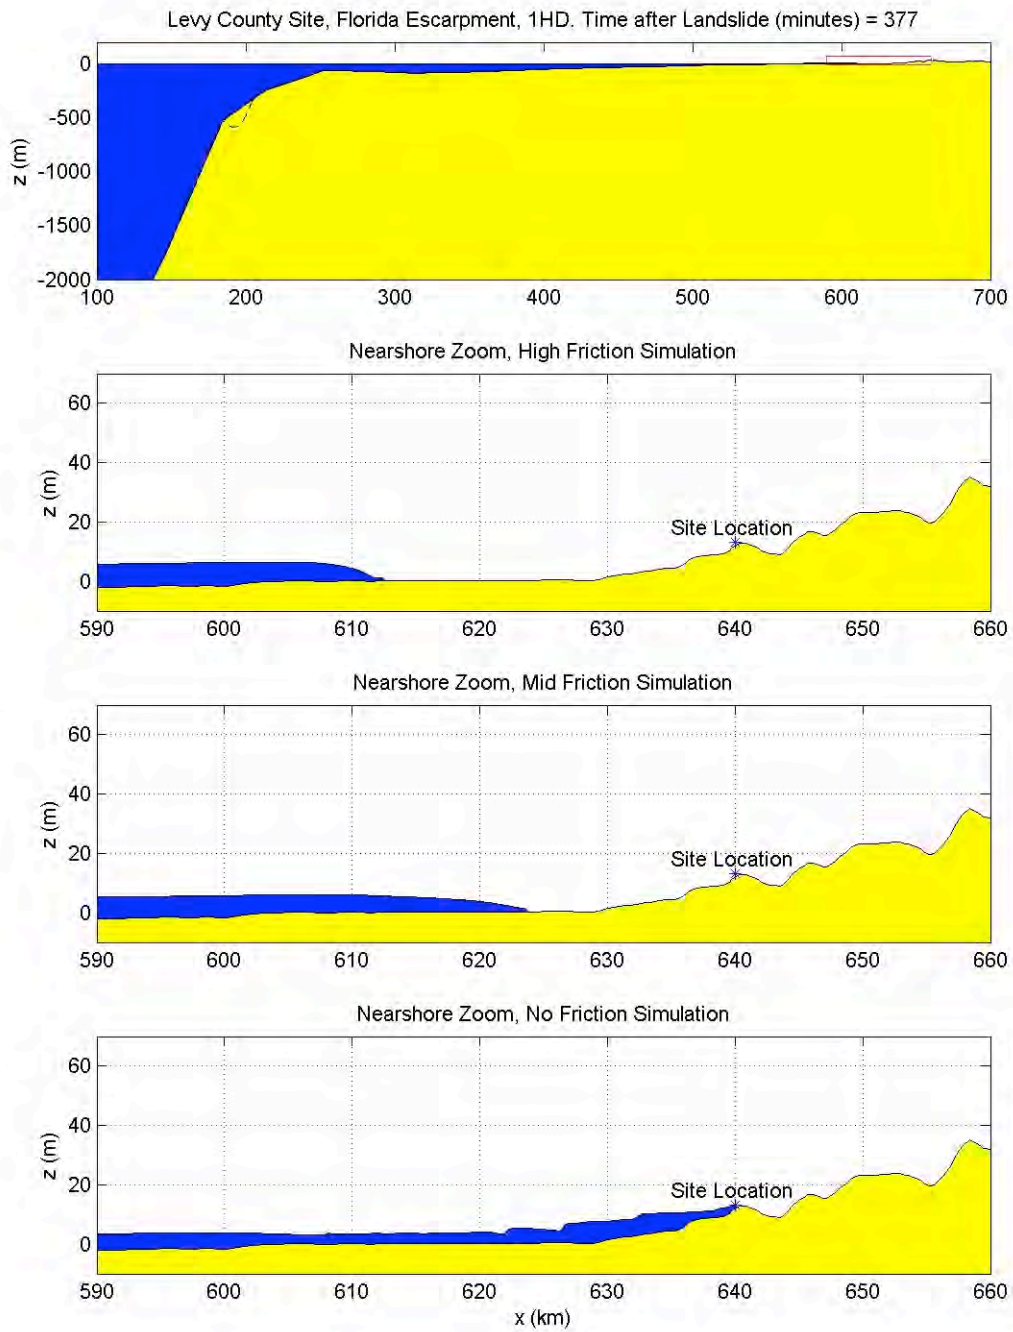 Levy County Site, Florida Escarpment, 1HD. Time after Landslide (minutes) = 377
0
-500
-1000
-1500
-2000
z (m)
100 200 300 400 500 600 700
Nearshore Zoom, High Friction Simulation
60
40
20
0
z (m)
Site Location
590 600 610 620 630 640 650 660
Nearshore Zoom, Mid Friction Simulation
60
40
20
0
z (m)
Site Location
590 600 610 620 630 640 650 660
Nearshore Zoom, No Friction Simulation
60
40
20
0
z (m)
Site Location
590 600 610 620 630 640 650 660
x (km)